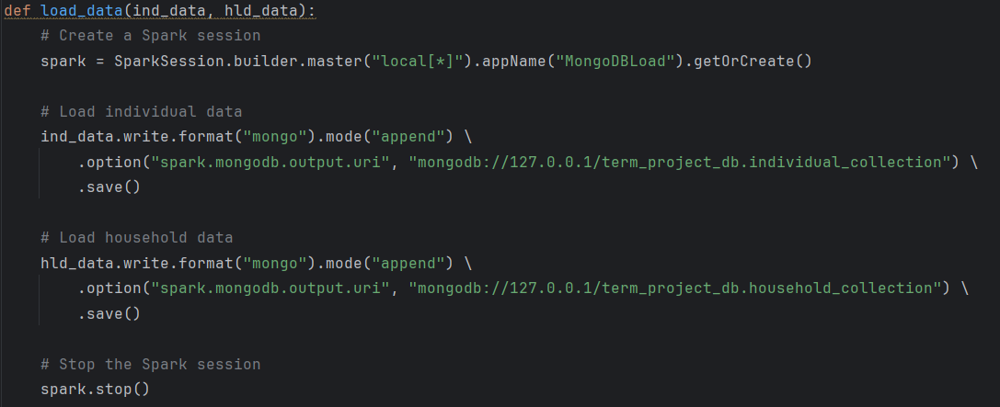 def load_data(ind_data, hld_data):
    # Create a Spark session
    spark = SparkSession.builder.master("local[*]").appName("MongoDBLoad").getOrCreate()
    # Load individual data
    ind_data.write.format("mongo").mode("append") \
        .option("spark.mongodb.output.uri", "mongodb://127.0.0.1/term_project_db.individual_collection") \
        .save()
    # Load household data
    hld_data.write.format("mongo").mode("append") \
        .option("spark.mongodb.output.uri", "mongodb://127.0.0.1/term_project_db.household_collection") \
        .save()
    # Stop the Spark session
    spark.stop()